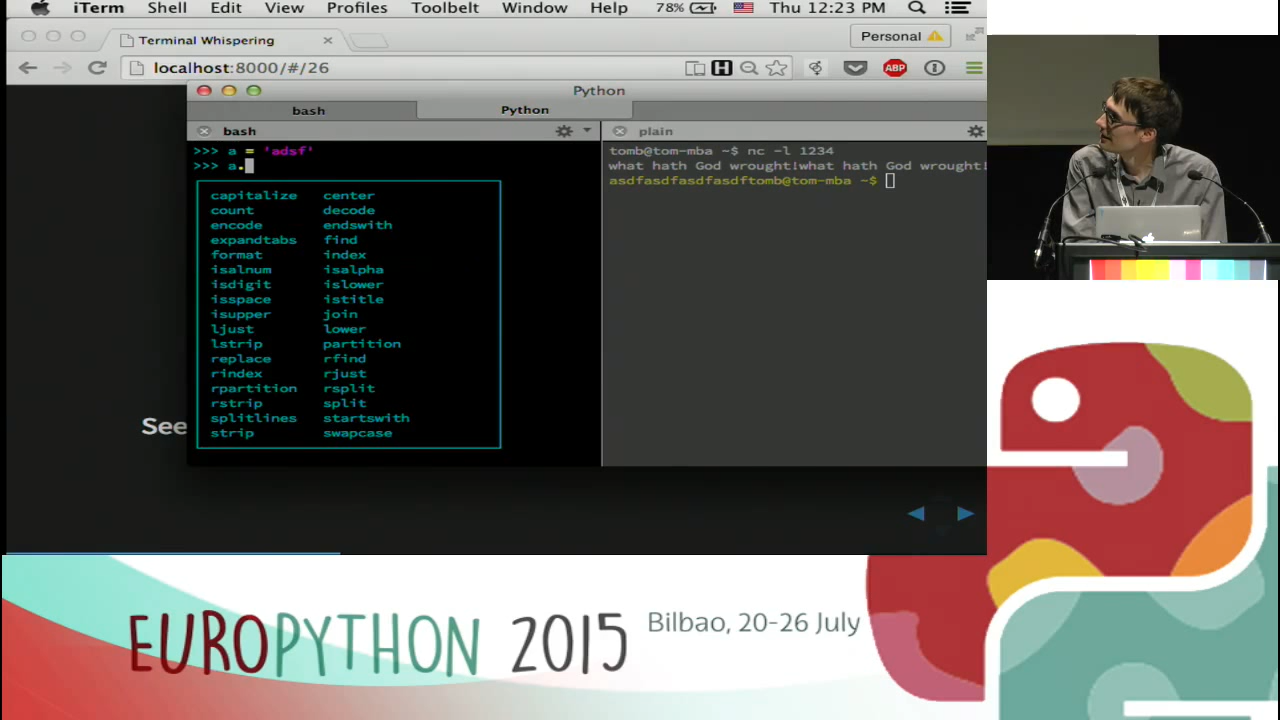 iTerm Shell Edit View Profiles Toolbelt Window Help 78% Thu 12:23 PM
Terminal Whispering
Personal
localhost:8000/#/26
H
ABP
Python
bash Python
bash
plain
>>> a = 'adsf'
>>> a.
capitalize center
count decode
encode endswith
expandtabs find
format index
isalnum isalpha
isdigit islower
isspace istitle
isupper join
ljust lower
lstrip partition
replace rfind
rindex rjust
rpartition rsplit
rstrip split
splitlines startswith
strip swapcase
tomb@tom-mba ~$ nc -l 1234
what hath God wrought!what hath God wrought!
asdfasdfasdfasdftomb@tom-mba ~$
See
EUROPYTHON 2015
Bilbao, 20-26 July